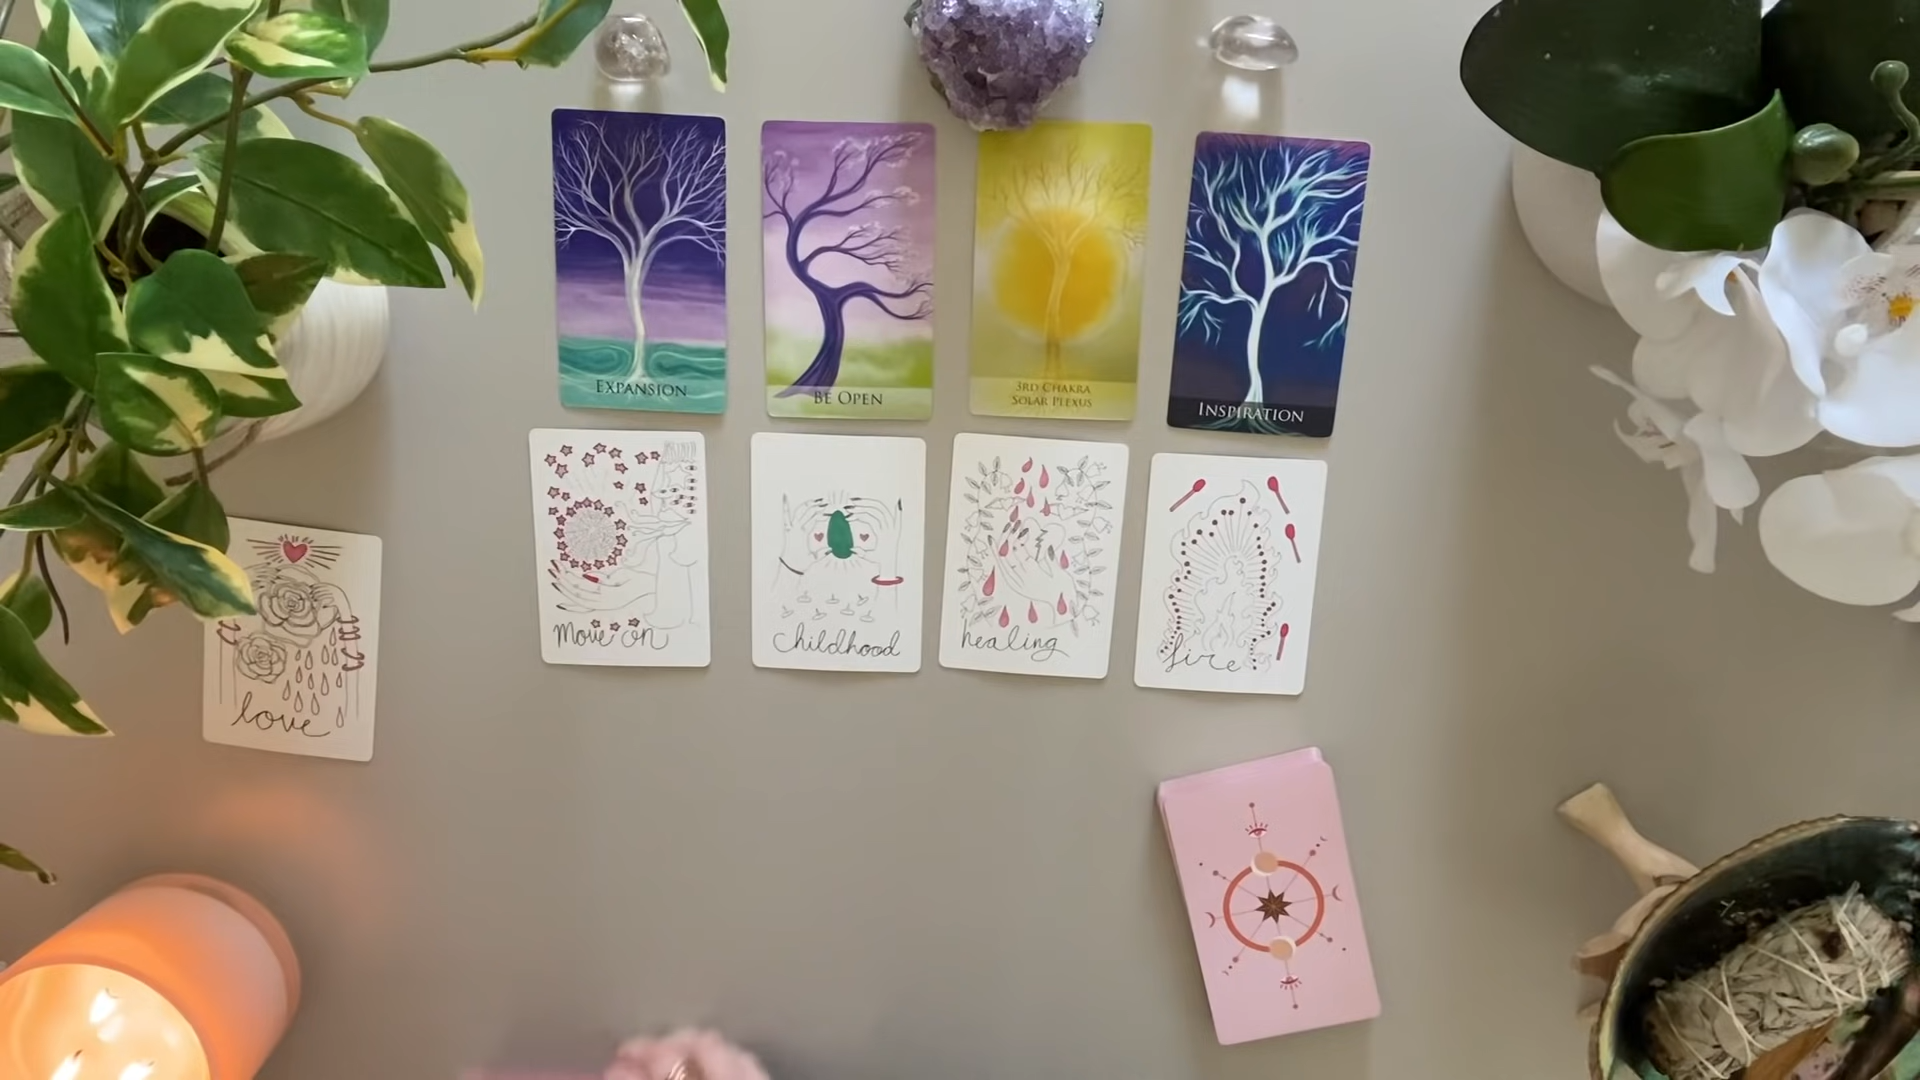 EXPANSION
BE OPEN
3RD CHAKRA
SOLAR PLEXUS
INSPIRATION
Move on
childhood
healing
fire
love